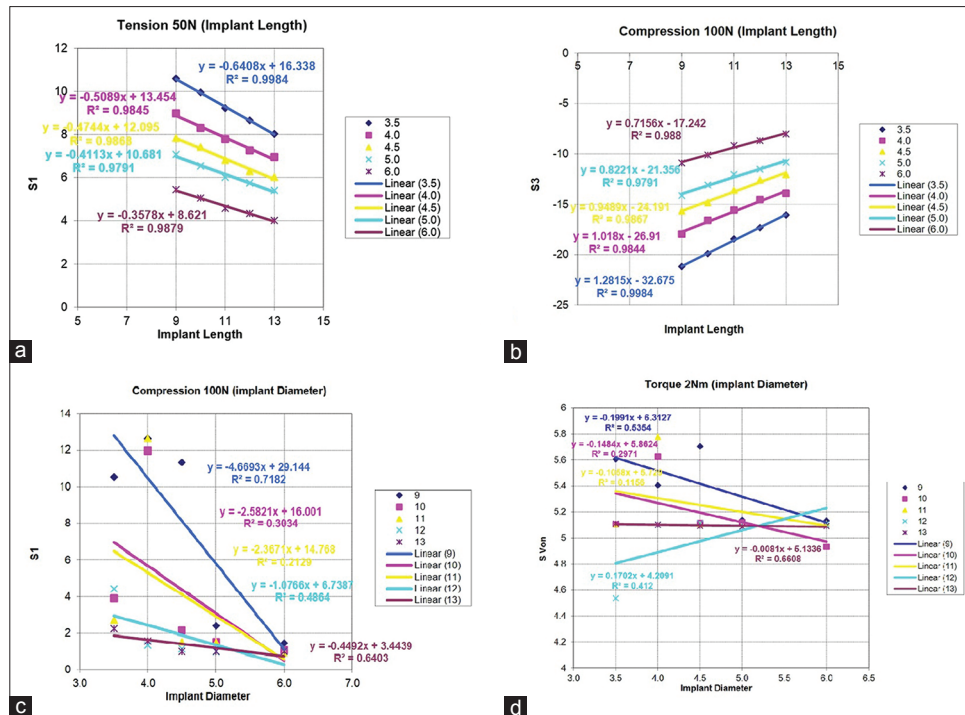 Tension 50N (Implant Length)
12
10
8
6
4
2
0
5
7
9
11
13
15
S1
Implant Length
y = -0.6408x + 16.338
R² = 0.9984
y = -0.5089x + 13.454
R² = 0.9845
y = -0.4744x + 12.095
R² = 0.9868
y = -0.4113x + 10.681
R² = 0.9791
y = -0.3578x + 8.621
R² = 0.9879
3.5
4.0
4.5
5.0
6.0
Linear (3.5)
Linear (4.0)
Linear (4.5)
Linear (5.0)
Linear (6.0)
a
Compression 100N (Implant Length)
5
7
9
11
13
15
0
-5
-10
-15
-20
-25
S3
Implant Length
y = 0.7156x - 17.242
R² = 0.988
y = 0.8221x - 21.356
R² = 0.9791
y = 0.9489x - 24.191
R² = 0.9867
y = 1.018x - 26.91
R² = 0.9844
y = 1.2815x - 32.675
R² = 0.9984
3.5
4.0
4.5
5.0
6.0
Linear (3.5)
Linear (4.0)
Linear (4.5)
Linear (5.0)
Linear (6.0)
b
Compression 100N (implant Diameter)
14
12
10
8
6
4
2
0
3.0
4.0
5.0
6.0
7.0
S1
Implant Diameter
y = -4.6693x + 29.144
R² = 0.7182
y = -2.5821x + 16.001
R² = 0.3034
y = -2.3671x + 14.768
R² = 0.2129
y = -1.0766x + 6.7387
R² = 0.4864
y = -0.4492x + 3.4439
R² = 0.6403
9
10
11
12
13
Linear (9)
Linear (10)
Linear (11)
Linear (12)
Linear (13)
c
Torque 2Nm (implant Diameter)
6
5.8
5.6
5.4
5.2
5
4.8
4.6
4.4
4.2
4
3.0
3.5
4.0
4.5
5.0
5.5
6.0
6.5
S Von
Implant Diameter
y = -0.1991x + 6.3127
R² = 0.5354
y = -0.1484x + 5.8624
R² = 0.2971
R² = 0.1156
y = 0.1702x + 4.2091
R² = 0.412
y = -0.0081x + 5.1336
R² = 0.6608
9
10
11
12
13
Linear (9)
Linear (10)
Linear (11)
Linear (12)
Linear (13)
d